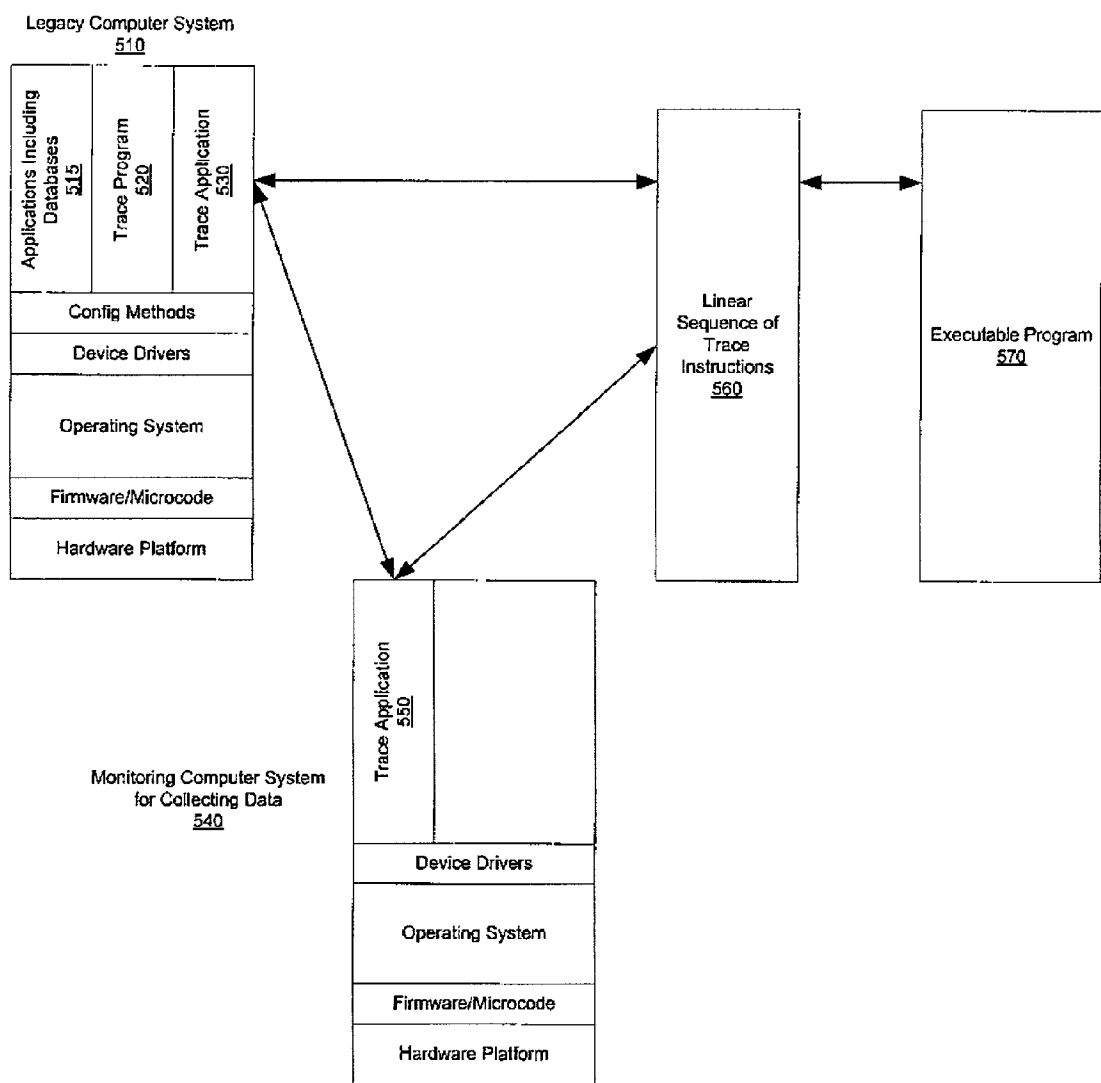 Legacy Computer System
510
Applications Including
Databases
515
Trace Program
520
Trace Application
530
Config Methods
Device Drivers
Operating System
Firmware/Microcode
Hardware Platform
Linear
Sequence of
Trace
Instructions
560
Executable Program
570
Monitoring Computer System
for Collecting Data
540
Trace Application
550
Device Drivers
Operating System
Firmware/Microcode
Hardware Platform